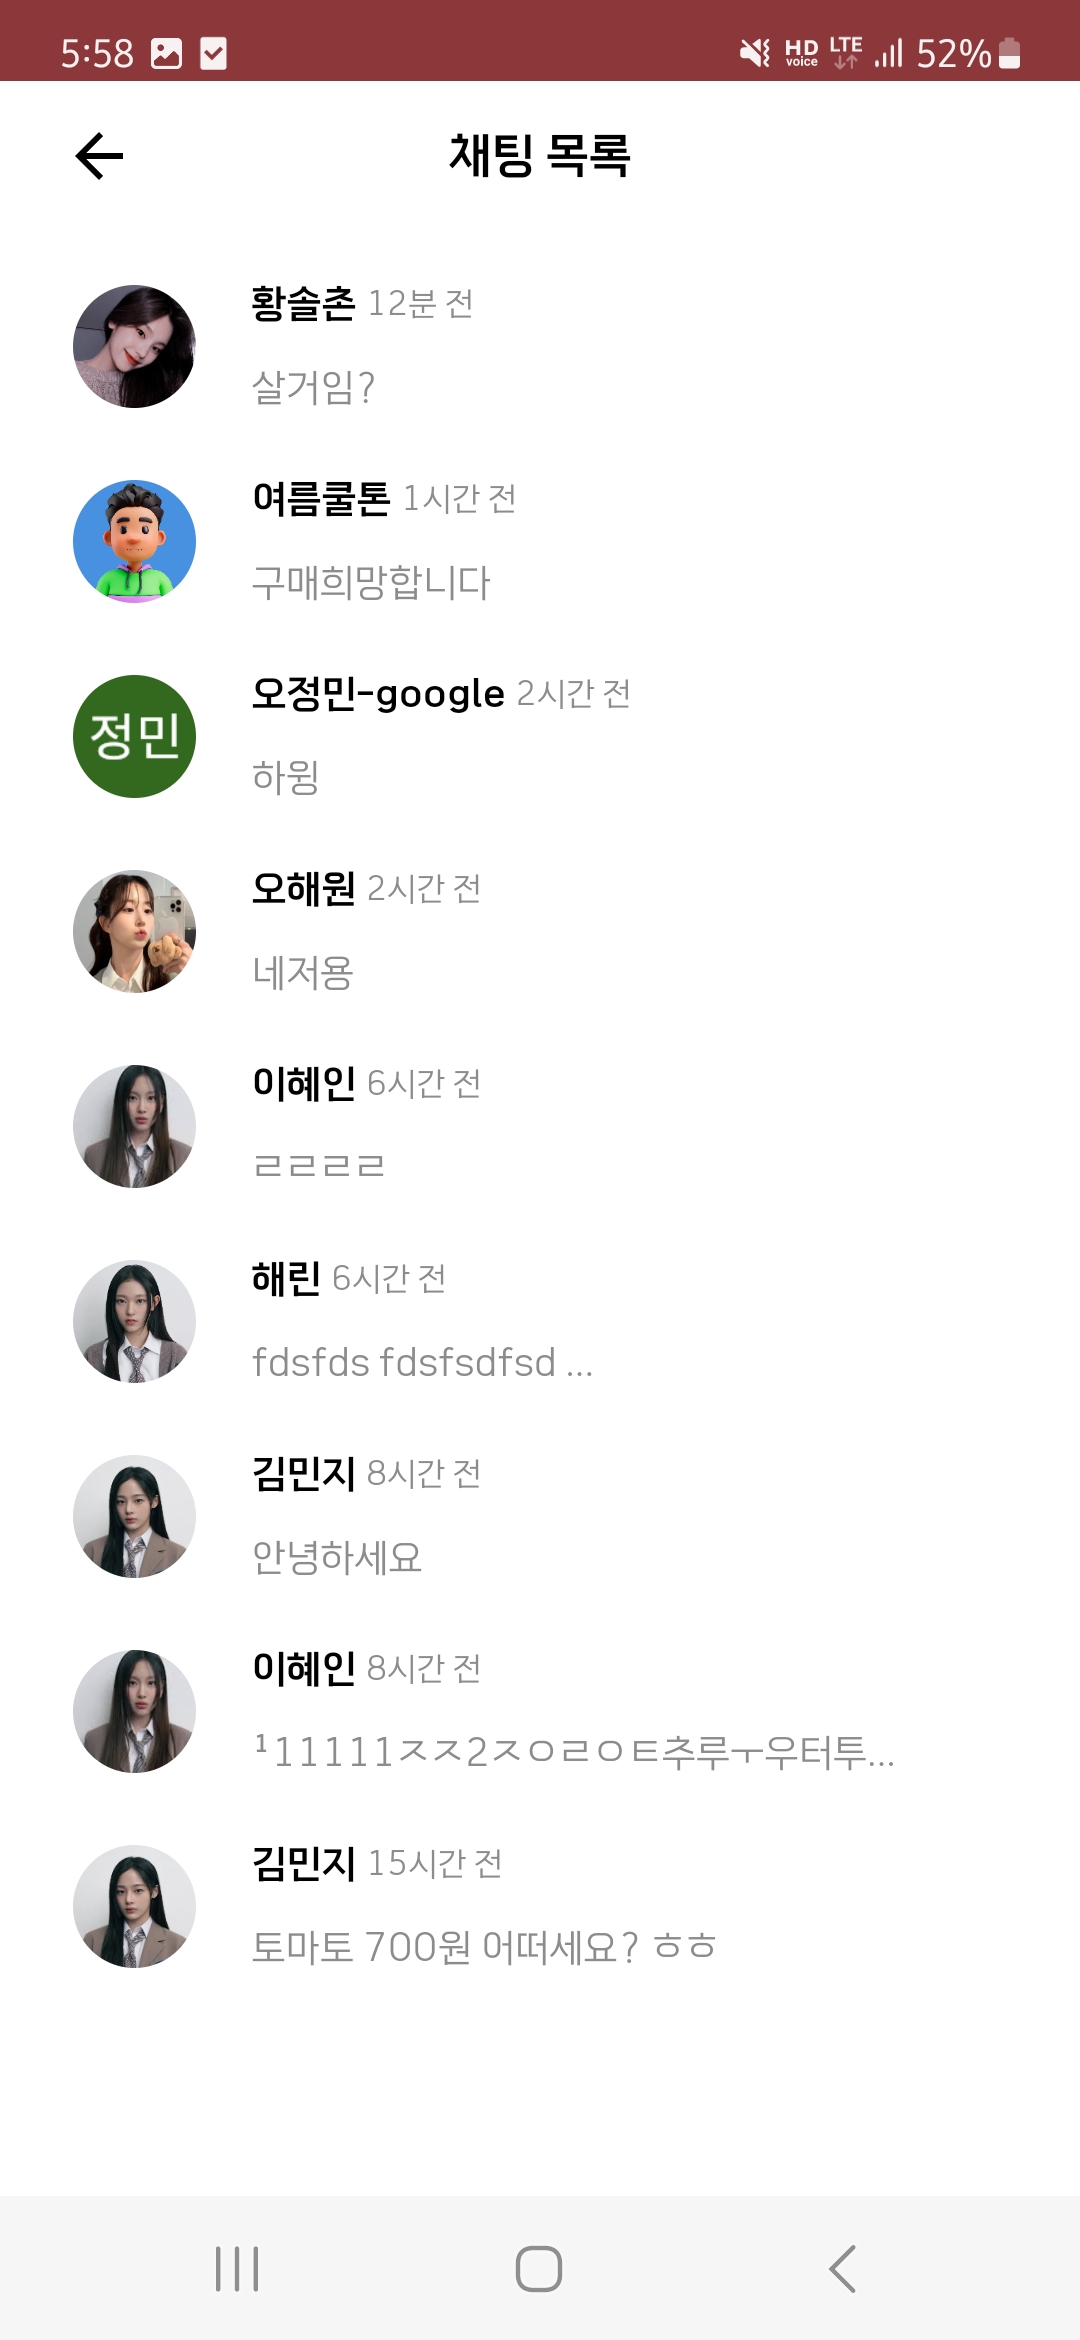 5:58 HD voice LTE 52%
채팅 목록
황솔촌 12분 전
살거임?
여름쿨톤 1시간 전
구매희망합니다
정민
오정민-google 2시간 전
하윙
오해원 2시간 전
네저용
이혜인 6시간 전
ㄹㄹㄹㄹ
해린 6시간 전
fdsfds fdsfsdfsd ...
김민지 8시간 전
안녕하세요
이혜인 8시간 전
¹11111ㅈㅈ2ㅈㅇㄹㅇㅌ추루ㅜ우터투...
김민지 15시간 전
토마토 700원 어떠세요? ㅎㅎ